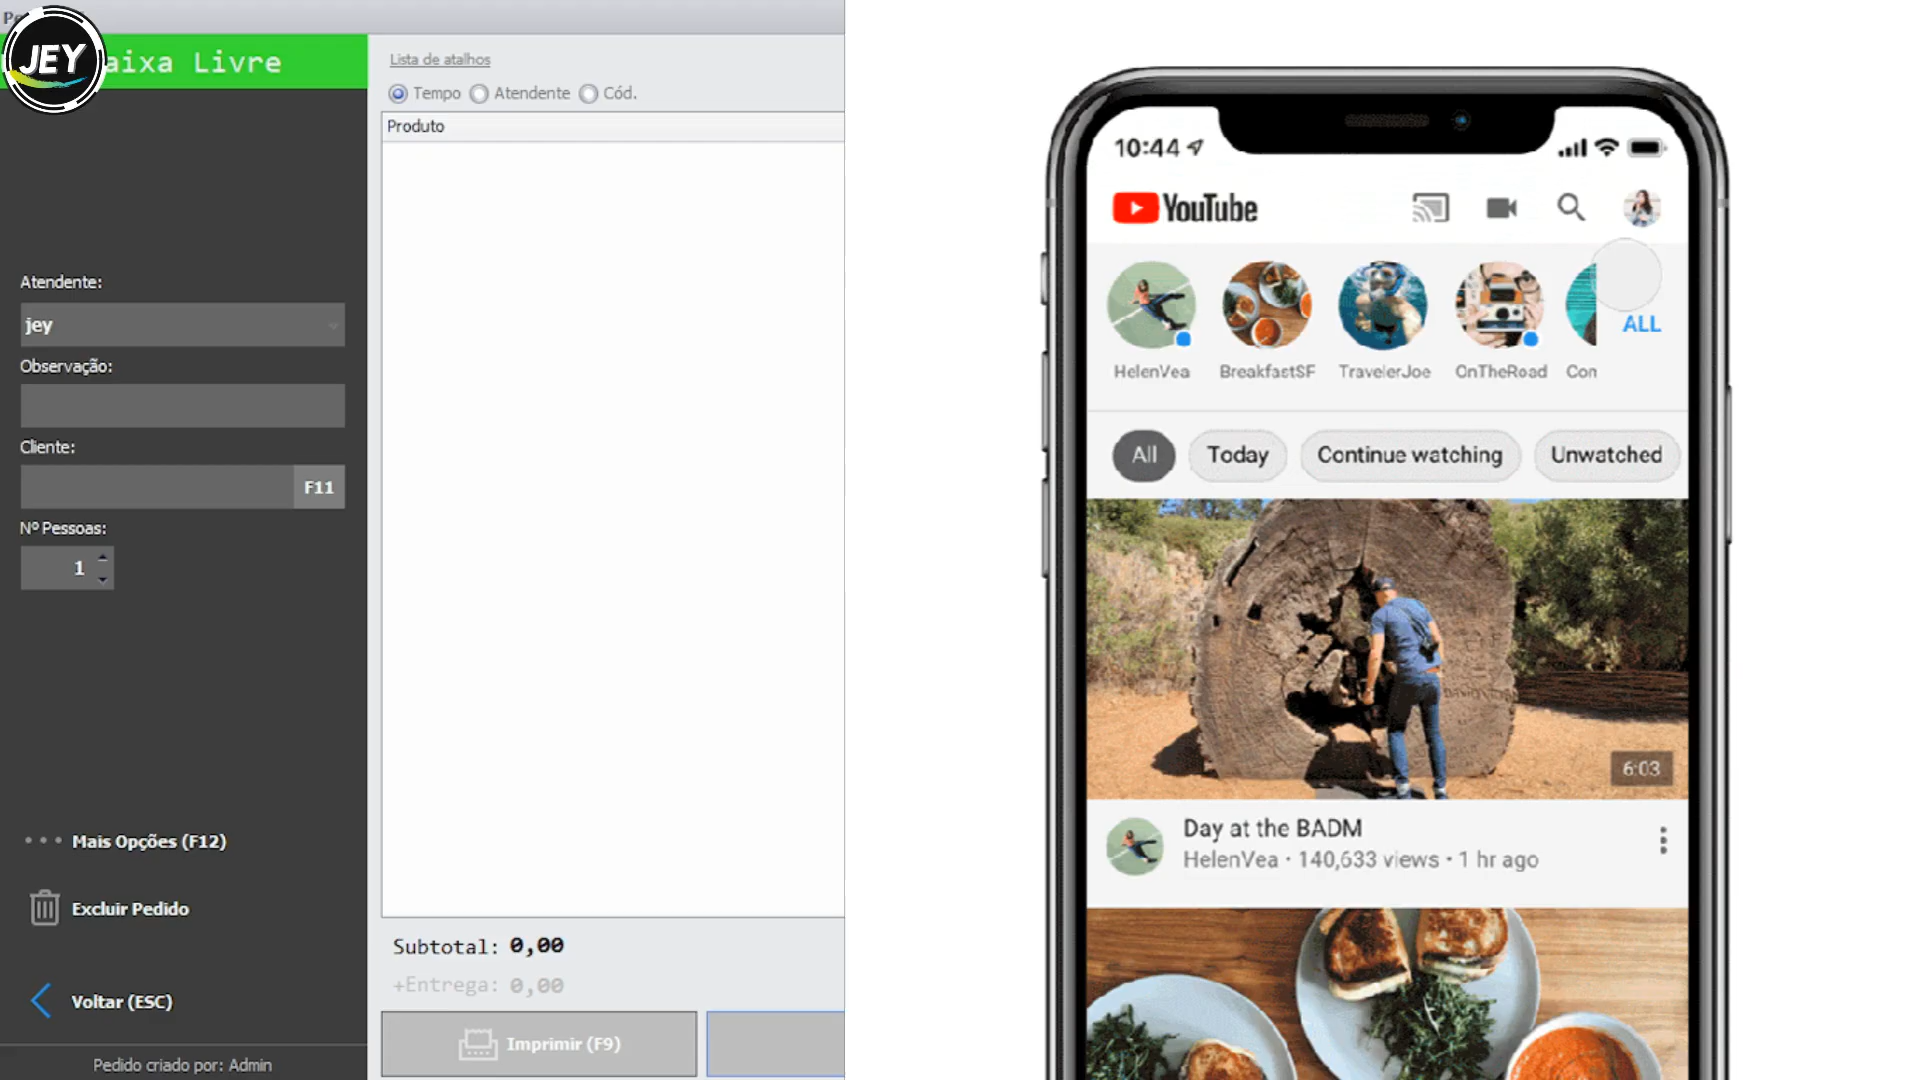 JEY
aixa Livre
Atendente:
jey
Observação:
Cliente:
F11
Nº Pessoas:
1
Mais Opções (F12)
Excluir Pedido
Voltar (ESC)
Pedido criado por: Admin
Lista de atalhos
Tempo Atendente Cód.
Produto
Subtotal: 0,00
+Entrega: 0,00
Imprimir (F9)
10:44
YouTube
ALL
HelenVea BreakfastSF TravelerJoe OnTheRoad Con
All Today Continue watching Unwatched
6:03
Day at the BADM
HelenVea · 140,633 views · 1 hr ago